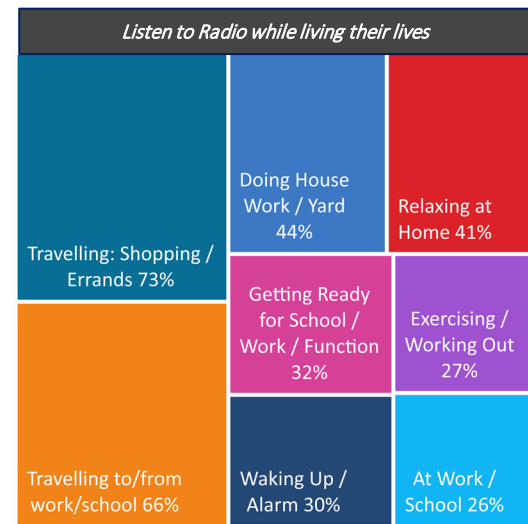 Listen to Radio while living their lives
Travelling: Shopping /
Errands 73%
Doing House
Work / Yard
44%
Relaxing at
Home 41%
Getting Ready
for School /
Work / Function
32%
Exercising /
Working Out
27%
Travelling to/from
work/school 66%
Waking Up /
Alarm 30%
At Work /
School 26%